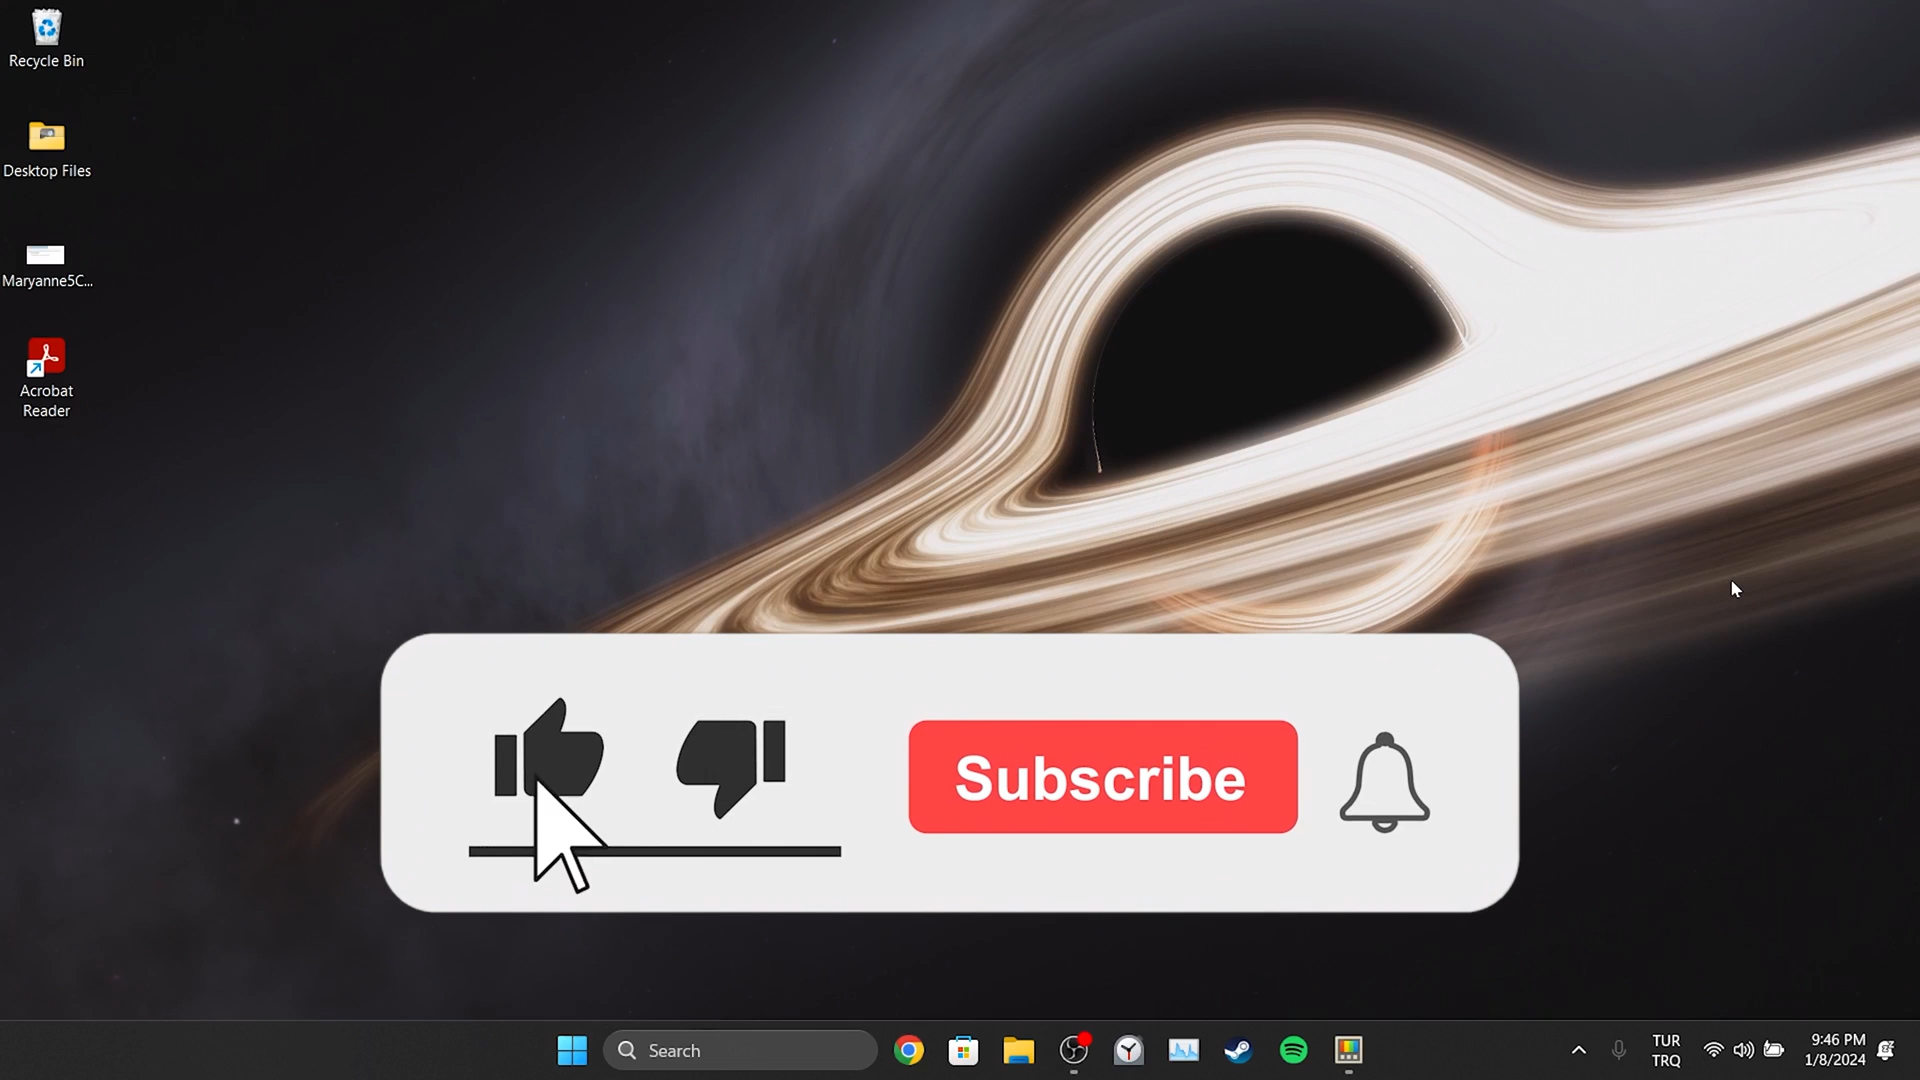 Recycle Bin
Desktop Files
Maryanne5C...
Acrobat
Reader
Subscribe
Search
TUR
TRQ
9:46 PM
1/8/2024